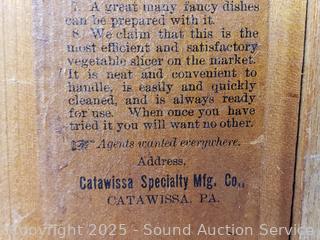 7. A great many fancy dishes
can be prepared with it.
8. We claim that this is the
most efficient and satisfactory
vegetable slicer on the market.
It is neat and convenient to
handle, is easily and quickly
cleaned, and is always ready
for use. When once you have
tried it you will want no other.
☞ Agents wanted everywhere.
Address,
Catawissa Specialty Mfg. Co.,
CATAWISSA, PA.
Copyright 2025 - Sound Auction Service